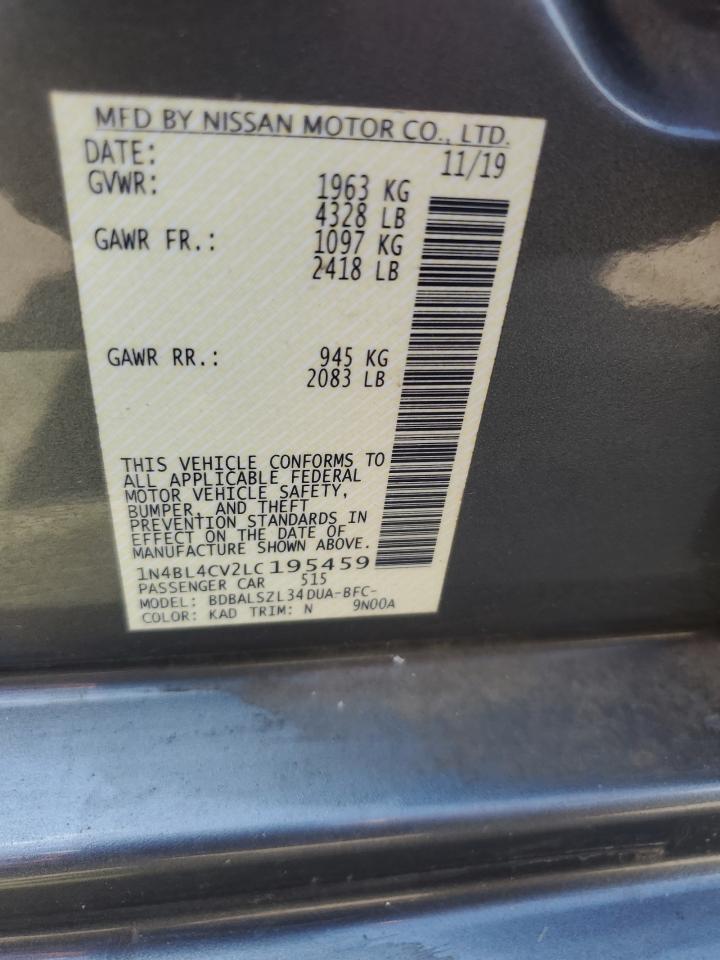 MFD BY NISSAN MOTOR CO., LTD.
DATE: 11/19
GVWR: 1963 KG
4328 LB
GAWR FR.: 1097 KG
2418 LB
GAWR RR.: 945 KG
2083 LB
THIS VEHICLE CONFORMS TO
ALL APPLICABLE FEDERAL
MOTOR VEHICLE SAFETY,
BUMPER, AND THEFT
PREVENTION STANDARDS IN
EFFECT ON THE DATE OF
MANUFACTURE SHOWN ABOVE.
1N4BL4CV2LC195459
PASSENGER CAR 515
MODEL: BDBALSZL34DUA-BFC-
COLOR: KAD TRIM: N 9N00A